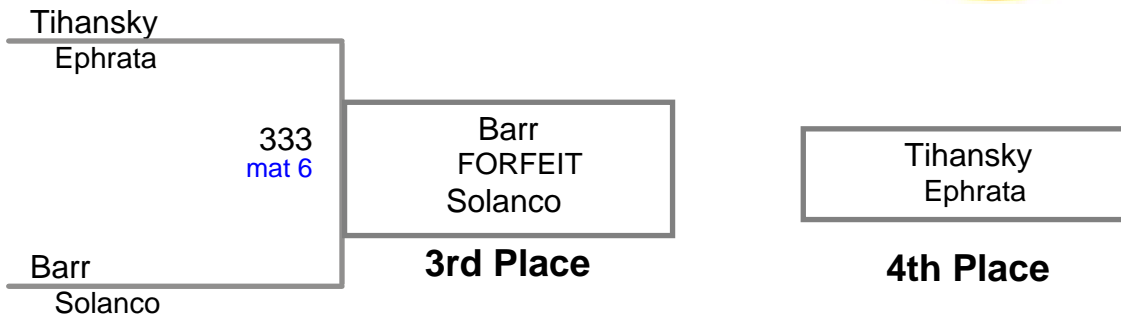 Tihansky
Ephrata
333
mat 6
Barr
Solanco
Barr
FORFEIT
Solanco
3rd Place
Tihansky
Ephrata
4th Place